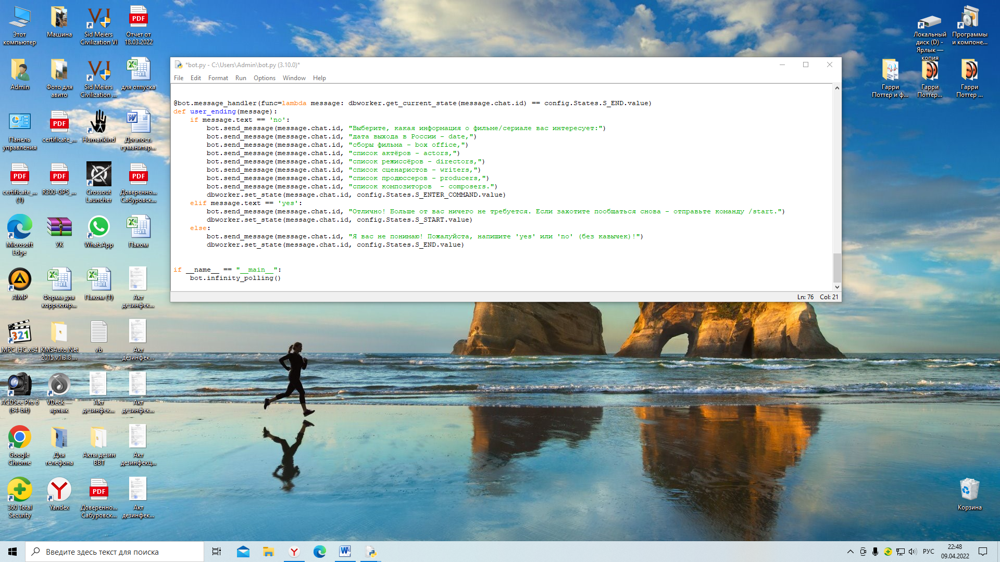 Этот
компьютер
Машина
Sid Meiers
Civilization VI
PDF
Отчет от
18.03.2022
Локальный
диск (D) -
Ярлык —
копия
Программы
и компоне...
Admin
Фото для
авито
Sid Meiers
Civilization ...
для отпуска
Гарри
Поттер и ф...
Гарри
Поттер...
Гарри
Поттер ...
Панель
управления
PDF
certificate_...
Humankind
Дог.пост.
гуманитар...
PDF
certificate_...
(1)
PDF
R300-GPS_...
Crossout
Launcher
PDF
Доверенно...
Сабуровск...
Microsoft
Edge
УК
WhatsApp
Паком
AIMP
Форма для
корректир...
Паком (1)
Акт
дезинфек...
321
MPC-HC x64
KMSAuto Net
2015 v1.3.8 ...
vb
Акт
дезинфек...
ACDSee Pro 6
(64-bit)
VDeck —
ярлык
Акт
дезинфек...
Акт
дезинфек...
Google
Chrome
Для
телефона
Акты дезин
ВВТ
Акт
дезинфекц...
360 Total
Security
Yandex
PDF
Доверенно...
Сабуровск...
Акт
дезинфек...
Корзина
*bot.py - C:\Users\Admin\bot.py (3.10.0)*
File Edit Format Run Options Window Help
@bot.message_handler(func=lambda message: dbworker.get_current_state(message.chat.id) == config.States.S_END.value)
def user_ending(message):
    if message.text == 'no':
        bot.send_message(message.chat.id, "Выберите, какая информация о фильме/сериале вас интересует:")
        bot.send_message(message.chat.id, "дата выхода в России - date,")
        bot.send_message(message.chat.id, "сборы фильма - box office,")
        bot.send_message(message.chat.id, "список актёров - actors,")
        bot.send_message(message.chat.id, "список режиссёров - directors,")
        bot.send_message(message.chat.id, "список сценаристов - writers,")
        bot.send_message(message.chat.id, "список продюссеров - producers,")
        bot.send_message(message.chat.id, "список композиторов  - composers.")
        dbworker.set_state(message.chat.id, config.States.S_ENTER_COMMAND.value)
    elif message.text == 'yes':
        bot.send_message(message.chat.id, "Отлично! Больше от вас ничего не требуется. Если захотите пообщаться снова - отправьте команду /start.")
        dbworker.set_state(message.chat.id, config.States.S_START.value)
    else:
        bot.send_message(message.chat.id, "Я вас не понимаю! Пожалуйста, напишите 'yes' или 'no' (без кавычек)!")
        dbworker.set_state(message.chat.id, config.States.S_END.value)
if __name__ == "__main__":
    bot.infinity_polling()
Ln: 76 Col: 21
Введите здесь текст для поиска
РУС
22:48
09.04.2022